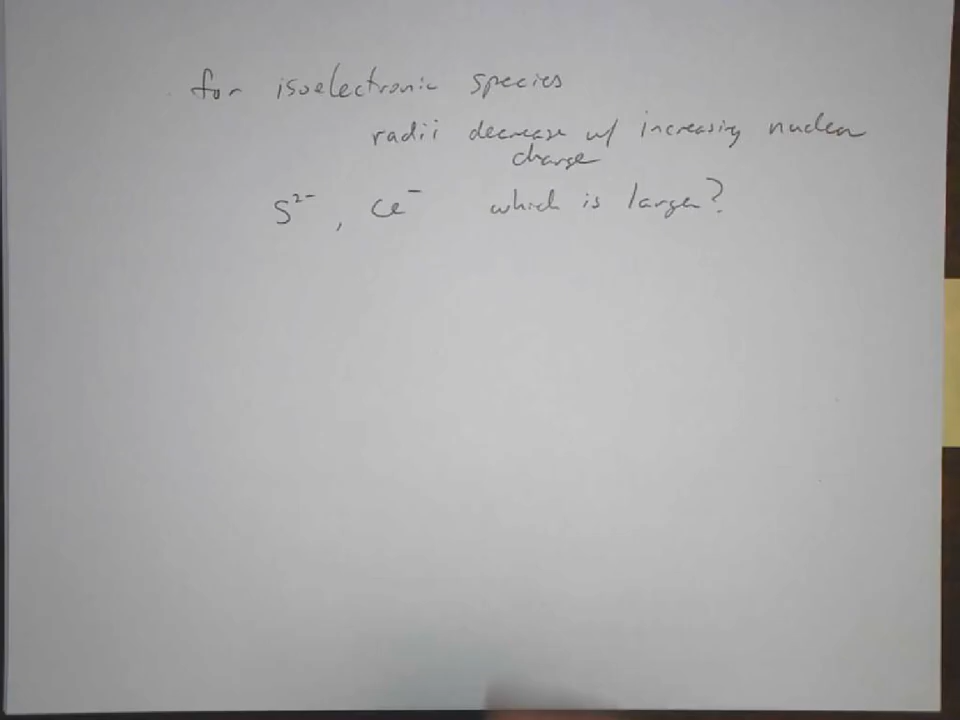 for isoelectronic species
radii decrease w/ increasing nuclear
charge
S²⁻, Cl⁻ which is larger?